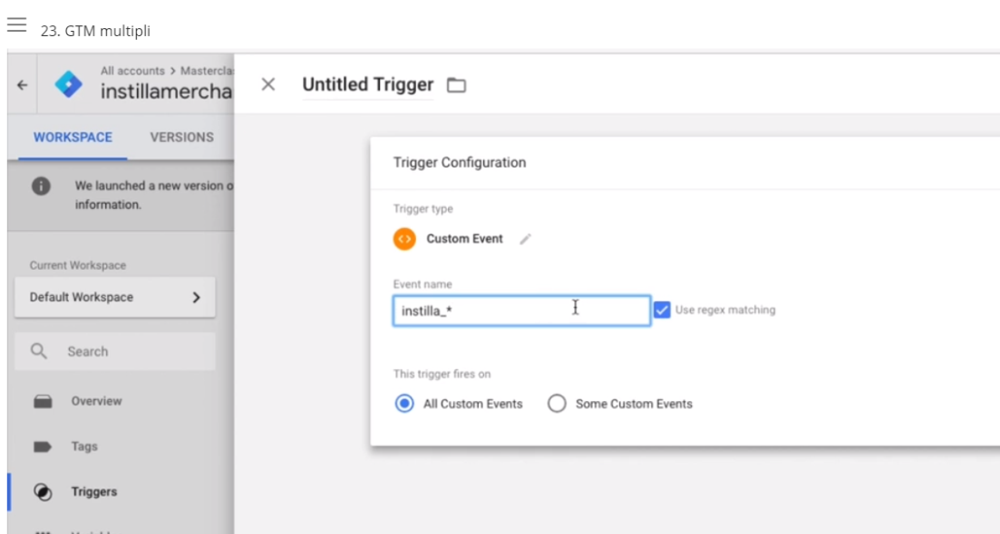 23. GTM multipli
All accounts > Mastercla
instillamercha
WORKSPACE VERSIONS
We launched a new version o
information.
Current Workspace
Default Workspace
Search
Overview
Tags
Triggers
Untitled Trigger
Trigger Configuration
Trigger type
Custom Event
Event name
instilla_*
Use regex matching
This trigger fires on
All Custom Events
Some Custom Events